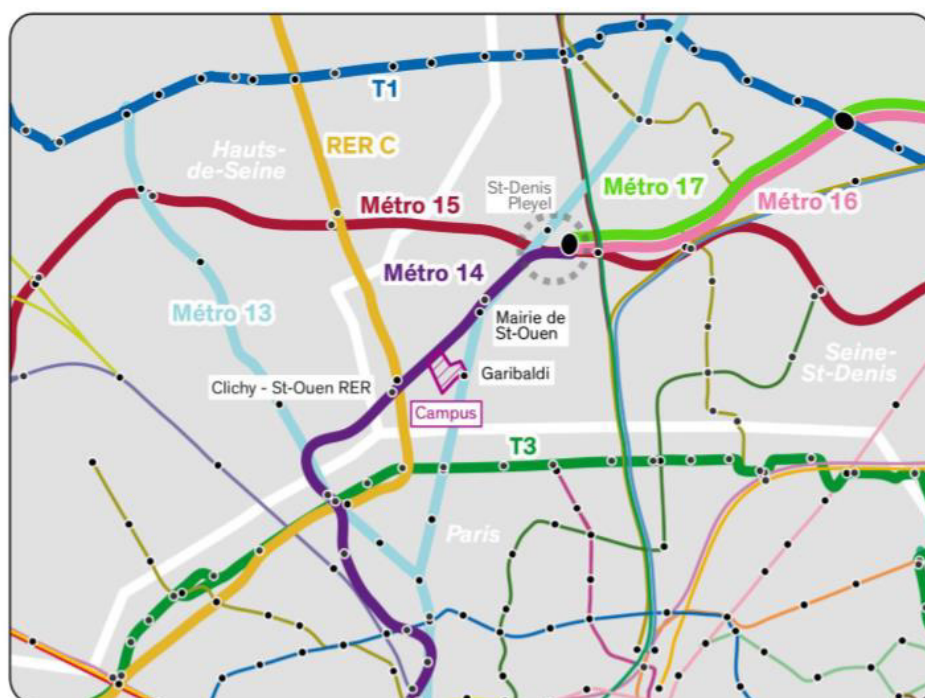 T1
Hauts-
de-Seine
RER C
St-Denis
Pleyel
Métro 17
Métro 15
Métro 16
Métro 14
Métro 13
Mairie de
St-Ouen
Clichy - St-Ouen RER
Garibaldi
Seine-
St-Denis
Campus
T3
Paris